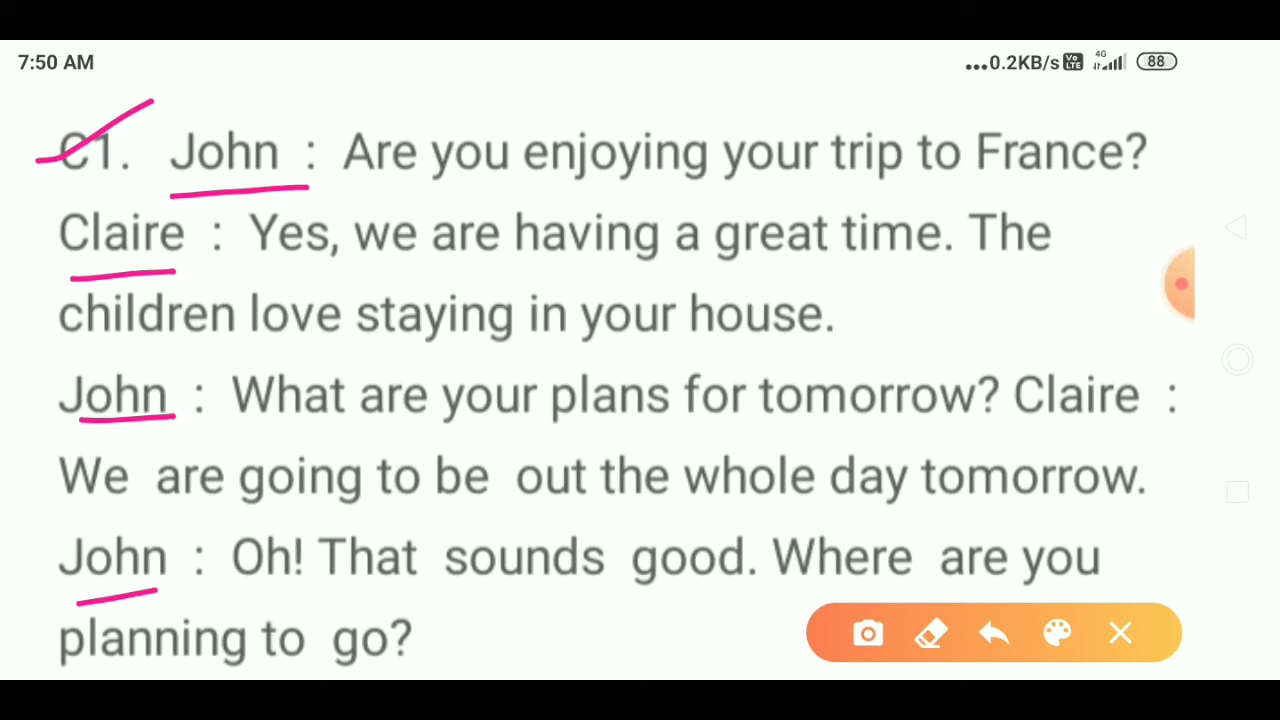 7:50 AM
...0.2KB/s Vo LTE 4G 88
C1. John : Are you enjoying your trip to France?
Claire : Yes, we are having a great time. The
children love staying in your house.
John : What are your plans for tomorrow? Claire :
We are going to be out the whole day tomorrow.
John : Oh! That sounds good. Where are you
planning to go?